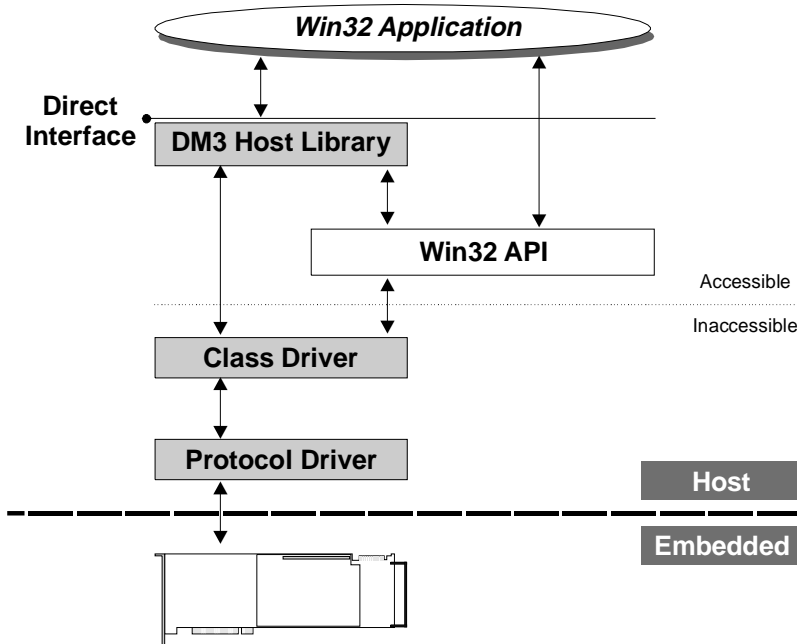 Win32 Application
Direct
Interface
DM3 Host Library
Win32 API
Accessible
Inaccessible
Class Driver
Protocol Driver
Host
Embedded